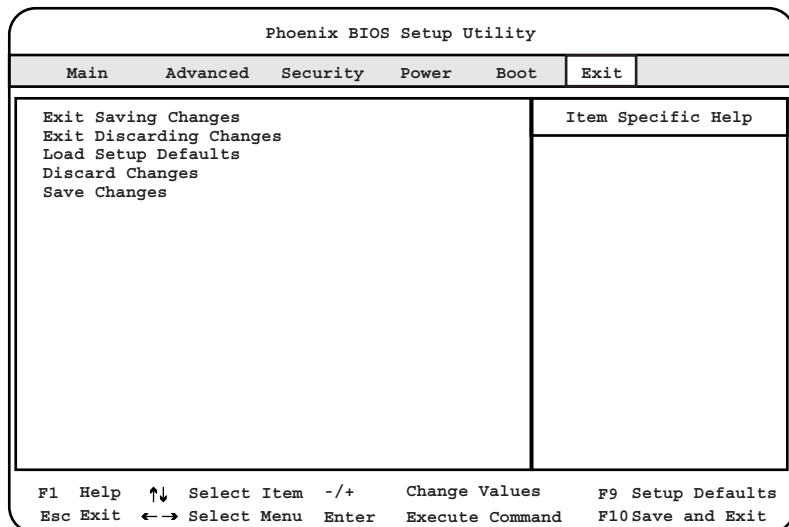 Phoenix BIOS Setup Utility
Main Advanced Security Power Boot Exit
Exit Saving Changes
Exit Discarding Changes
Load Setup Defaults
Discard Changes
Save Changes
Item Specific Help
F1 Help ↑↓ Select Item -/+ Change Values F9 Setup Defaults
Esc Exit ←→ Select Menu Enter Execute Command F10 Save and Exit